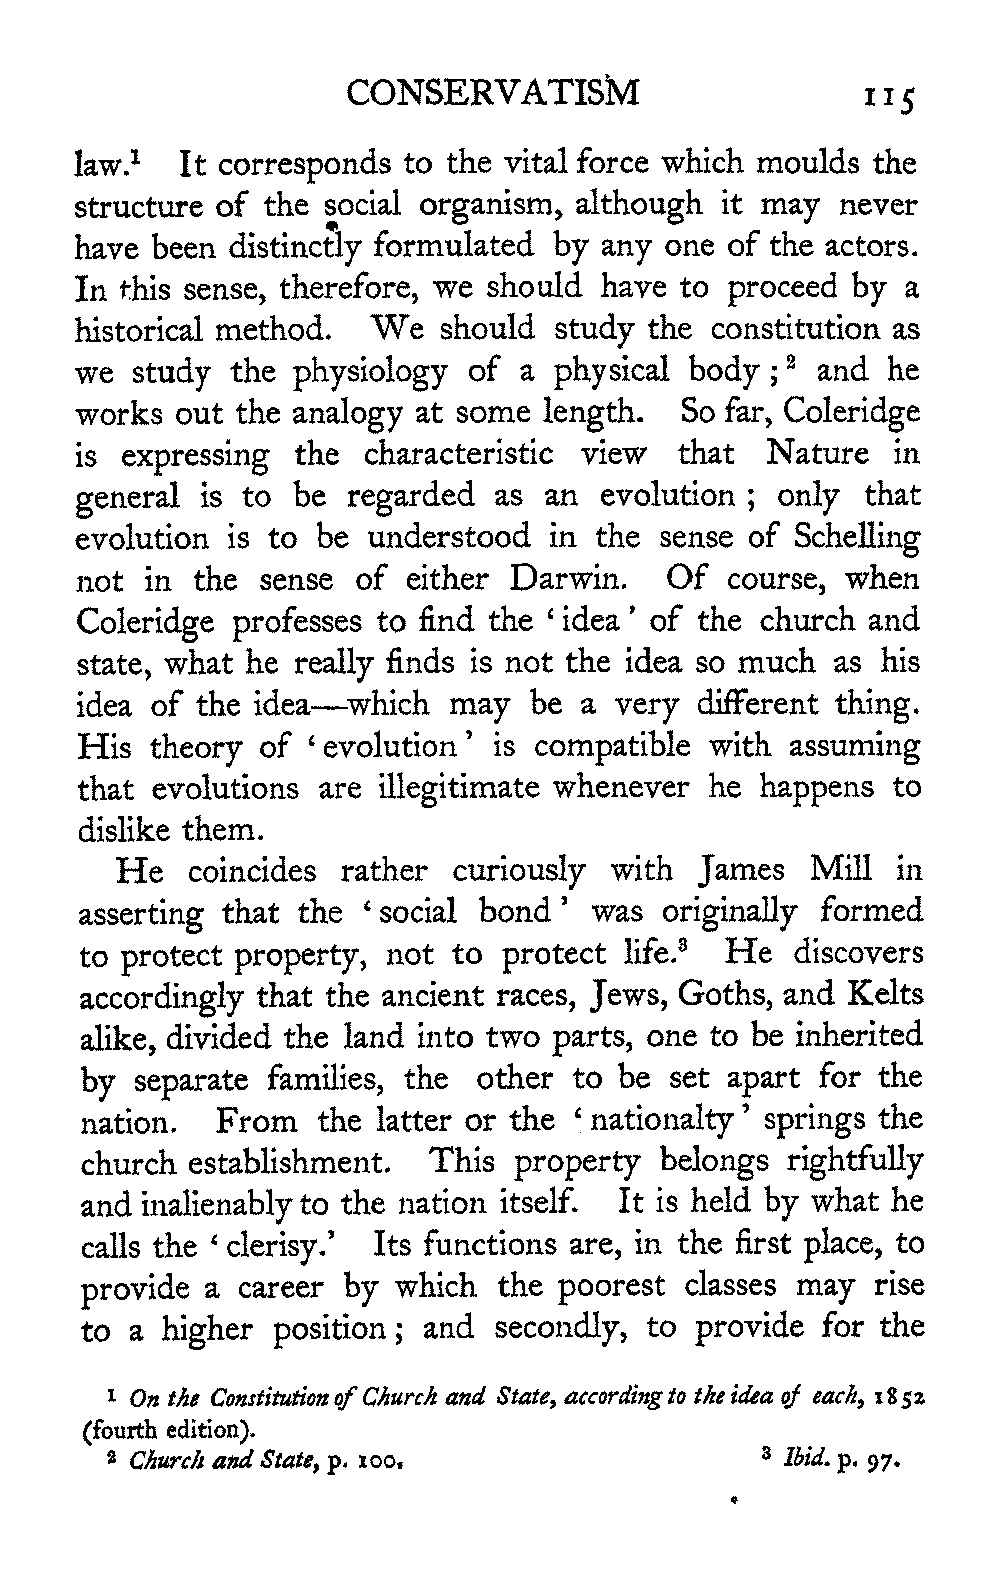 CONSERVATISM 115
law.¹ It corresponds to the vital force which moulds the
structure of the social organism, although it may never
have been distinctly formulated by any one of the actors.
In this sense, therefore, we should have to proceed by a
historical method. We should study the constitution as
we study the physiology of a physical body ; ² and he
works out the analogy at some length. So far, Coleridge
is expressing the characteristic view that Nature in
general is to be regarded as an evolution ; only that
evolution is to be understood in the sense of Schelling
not in the sense of either Darwin. Of course, when
Coleridge professes to find the ‘ idea ’ of the church and
state, what he really finds is not the idea so much as his
idea of the idea—which may be a very different thing.
His theory of ‘ evolution ’ is compatible with assuming
that evolutions are illegitimate whenever he happens to
dislike them.
He coincides rather curiously with James Mill in
asserting that the ‘ social bond ’ was originally formed
to protect property, not to protect life.³ He discovers
accordingly that the ancient races, Jews, Goths, and Kelts
alike, divided the land into two parts, one to be inherited
by separate families, the other to be set apart for the
nation. From the latter or the ‘ nationalty ’ springs the
church establishment. This property belongs rightfully
and inalienably to the nation itself. It is held by what he
calls the ‘ clerisy.’ Its functions are, in the first place, to
provide a career by which the poorest classes may rise
to a higher position ; and secondly, to provide for the
¹ On the Constitution of Church and State, according to the idea of each, 1852
(fourth edition).
² Church and State, p. 100. ³ Ibid. p. 97.